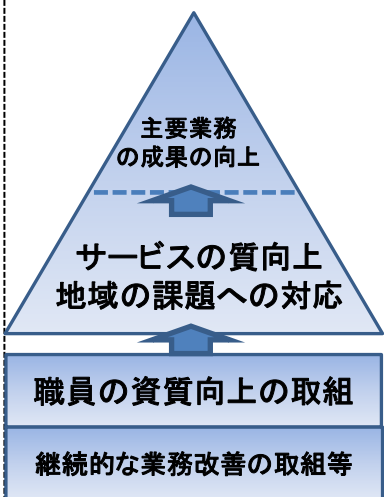 主要業務
の成果の向上
サービスの質向上
地域の課題への対応
職員の資質向上の取組
継続的な業務改善の取組等